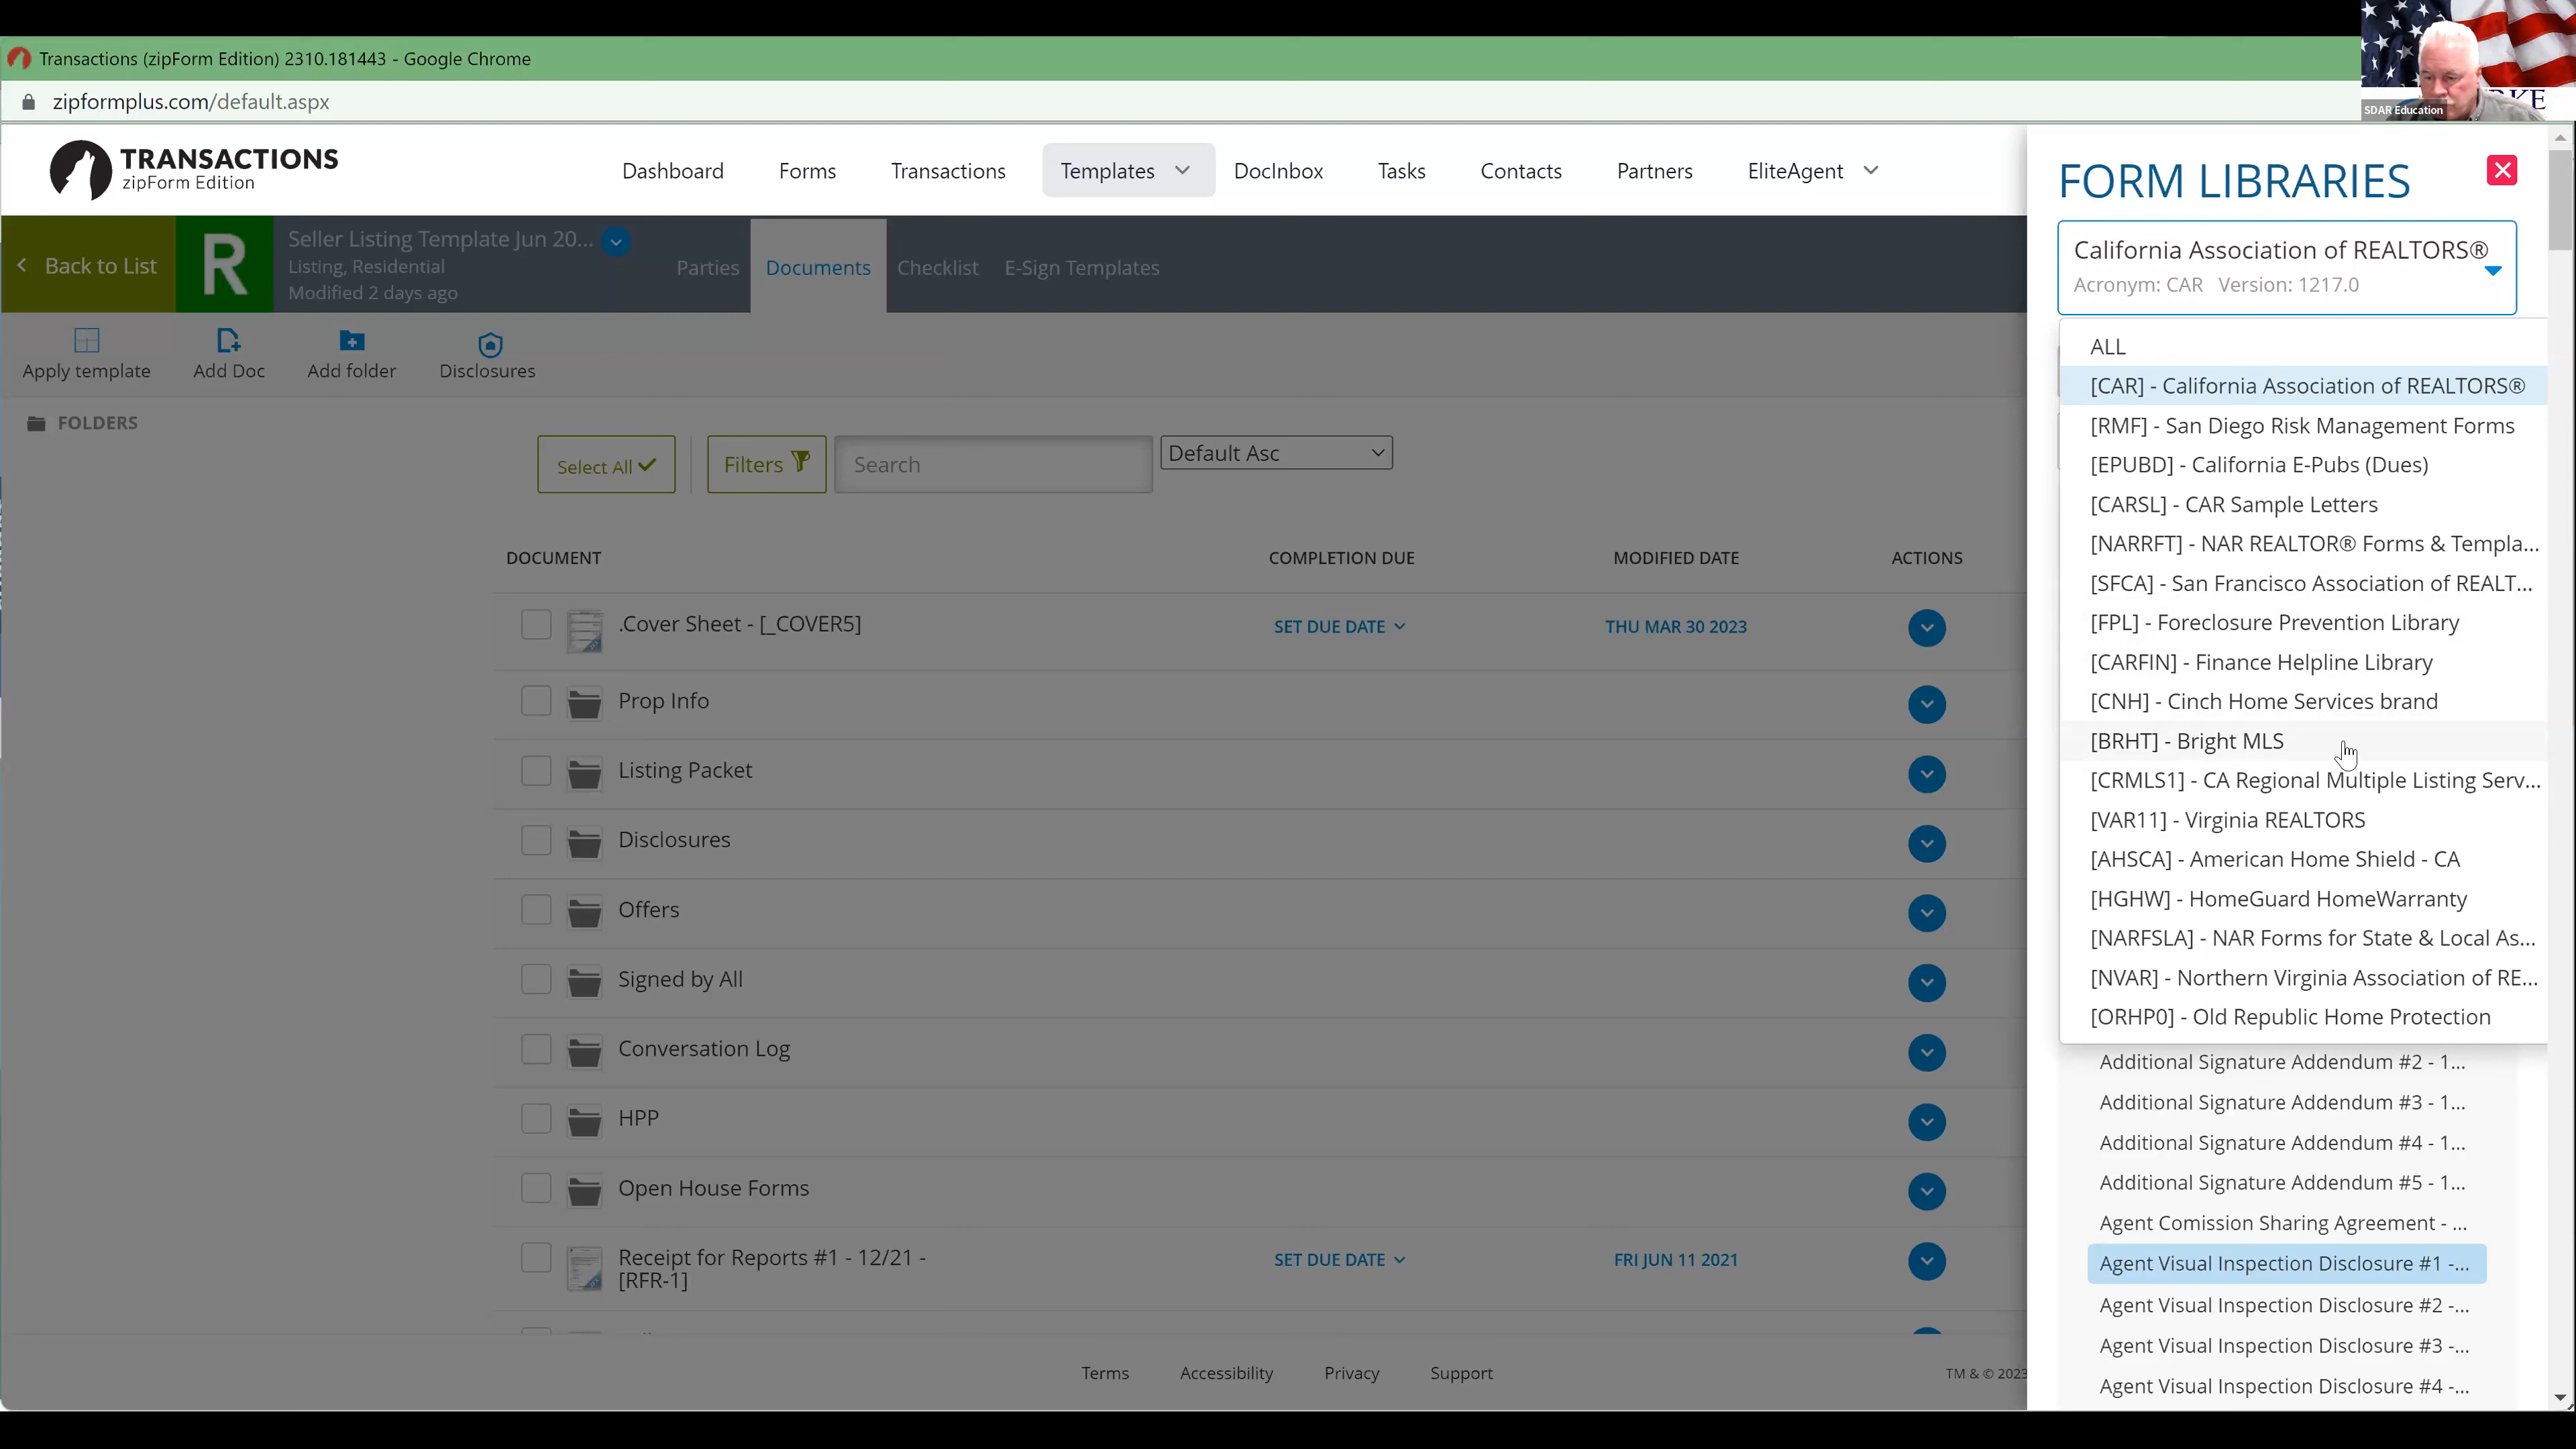 Transactions (zipForm Edition) 2310.181443 - Google Chrome
zipformplus.com/default.aspx
SDAR Education
TRANSACTIONS
zipForm Edition
Dashboard
Forms
Transactions
Templates
DocInbox
Tasks
Contacts
Partners
EliteAgent
Back to List
R
Seller Listing Template Jun 20...
Listing, Residential
Modified 2 days ago
Parties
Documents
Checklist
E-Sign Templates
Apply template
Add Doc
Add folder
Disclosures
FOLDERS
Select All
Filters
Search
Default Asc
DOCUMENT
COMPLETION DUE
MODIFIED DATE
ACTIONS
.Cover Sheet - [_COVER5]
SET DUE DATE
THU MAR 30 2023
Prop Info
Listing Packet
Disclosures
Offers
Signed by All
Conversation Log
HPP
Open House Forms
Receipt for Reports #1 - 12/21 -
[RFR-1]
SET DUE DATE
FRI JUN 11 2021
Terms
Accessibility
Privacy
Support
TM & © 2023
FORM LIBRARIES
California Association of REALTORS®
Acronym: CAR Version: 1217.0
ALL
[CAR] - California Association of REALTORS®
[RMF] - San Diego Risk Management Forms
[EPUBD] - California E-Pubs (Dues)
[CARSL] - CAR Sample Letters
[NARRFT] - NAR REALTOR® Forms & Templa...
[SFCA] - San Francisco Association of REALT...
[FPL] - Foreclosure Prevention Library
[CARFIN] - Finance Helpline Library
[CNH] - Cinch Home Services brand
[BRHT] - Bright MLS
[CRMLS1] - CA Regional Multiple Listing Serv...
[VAR11] - Virginia REALTORS
[AHSCA] - American Home Shield - CA
[HGHW] - HomeGuard HomeWarranty
[NARFSLA] - NAR Forms for State & Local As...
[NVAR] - Northern Virginia Association of RE...
[ORHP0] - Old Republic Home Protection
Additional Signature Addendum #2 - 1...
Additional Signature Addendum #3 - 1...
Additional Signature Addendum #4 - 1...
Additional Signature Addendum #5 - 1...
Agent Comission Sharing Agreement - ...
Agent Visual Inspection Disclosure #1 -...
Agent Visual Inspection Disclosure #2 -...
Agent Visual Inspection Disclosure #3 -...
Agent Visual Inspection Disclosure #4 -...